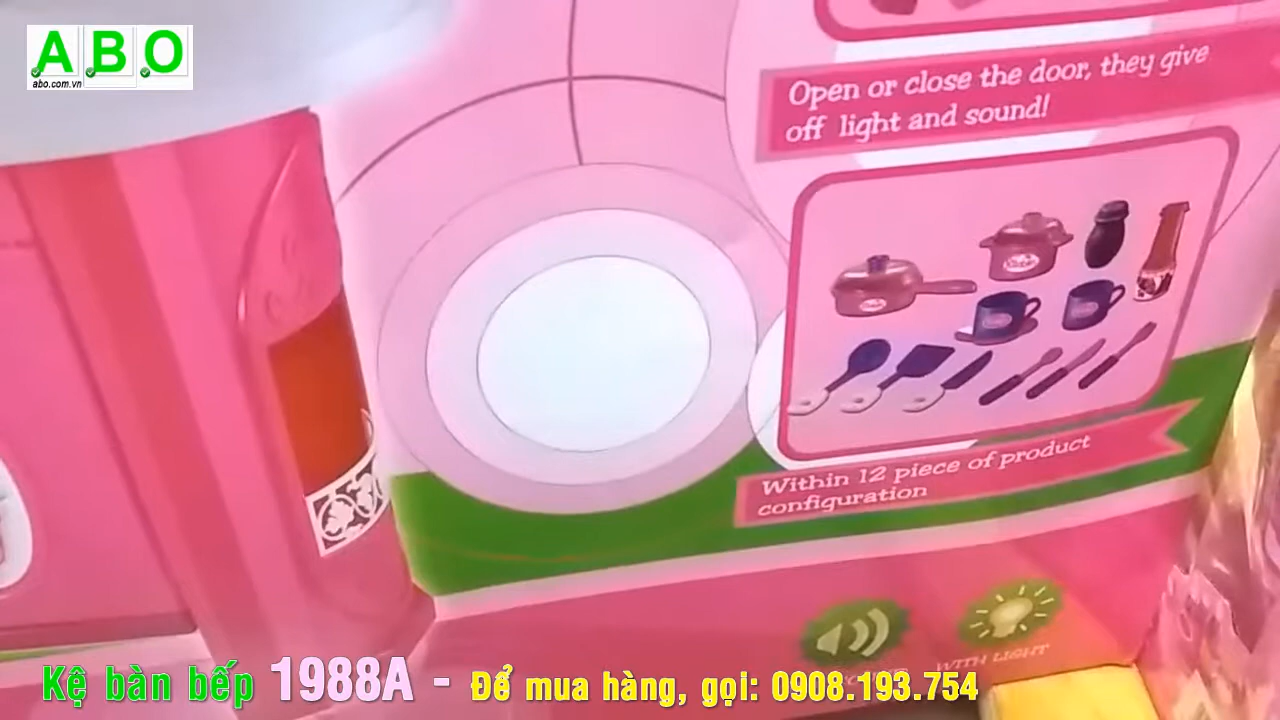 ABO
abo.com.vn
Open or close the door, they give
off light and sound!
Within 12 piece of product
configuration
WITH LIGHT
Kệ bàn bếp 1988A - Để mua hàng, gọi: 0908.193.754